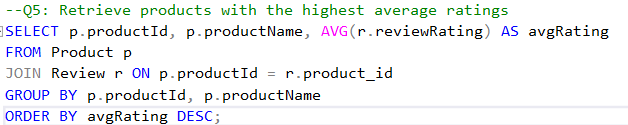 --Q5: Retrieve products with the highest average ratings
SELECT p.productId, p.productName, AVG(r.reviewRating) AS avgRating
FROM Product p
JOIN Review r ON p.productId = r.product_id
GROUP BY p.productId, p.productName
ORDER BY avgRating DESC;